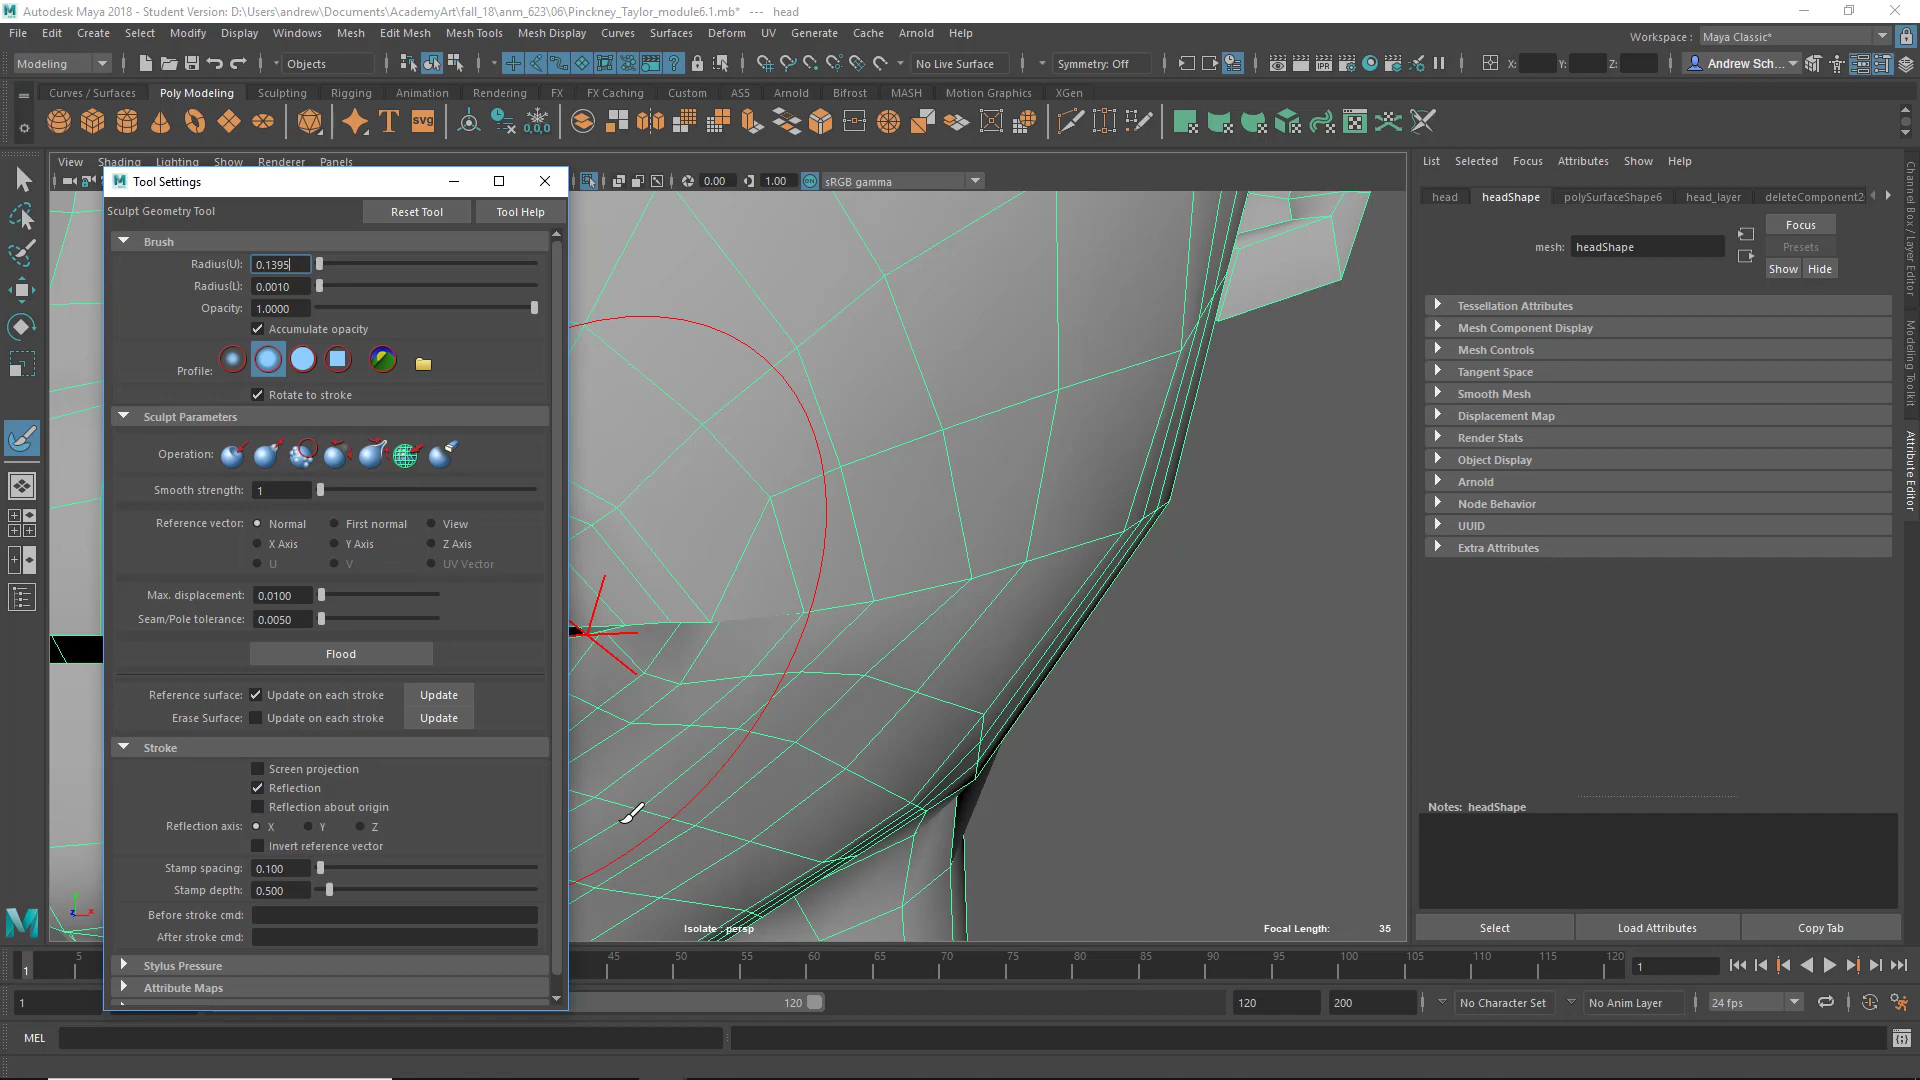 Autodesk Maya 2018 - Student Version: D:\Users\andrew\Documents\AcademyArt\fall_18\anm_623\06\Pinckney_Taylor_module6.1.mb* --- head
File Edit Create Select Modify Display Windows Mesh Edit Mesh Mesh Tools Mesh Display Curves Surfaces Deform UV Generate Cache Arnold Help
Workspace : Maya Classic*
Modeling Objects No Live Surface Symmetry: Off X: Y: Z: Andrew Sch...
Curves / Surfaces Poly Modeling Sculpting Rigging Animation Rendering FX FX Caching Custom AS5 Arnold Bifrost MASH Motion Graphics XGen
View Shading Lighting Show Renderer Panels
0.00 1.00 sRGB gamma
Tool Settings
Sculpt Geometry Tool Reset Tool Tool Help
Brush
Radius(U): 0.1395
Radius(L): 0.0010
Opacity: 1.0000
Accumulate opacity
Profile:
Rotate to stroke
Sculpt Parameters
Operation:
Smooth strength: 1
Reference vector: Normal First normal View
X Axis Y Axis Z Axis
U V UV Vector
Max. displacement: 0.0100
Seam/Pole tolerance: 0.0050
Flood
Reference surface: Update on each stroke Update
Erase Surface: Update on each stroke Update
Stroke
Screen projection
Reflection
Reflection about origin
Reflection axis: X Y Z
Invert reference vector
Stamp spacing: 0.100
Stamp depth: 0.500
Before stroke cmd:
After stroke cmd:
Stylus Pressure
Attribute Maps
Isolate : persp
Focal Length: 35
List Selected Focus Attributes Show Help
head headShape polySurfaceShape6 head_layer deleteComponent2
Focus
mesh: headShape
Presets
Show Hide
Tessellation Attributes
Mesh Component Display
Mesh Controls
Tangent Space
Smooth Mesh
Displacement Map
Render Stats
Object Display
Arnold
Node Behavior
UUID
Extra Attributes
Notes: headShape
Select Load Attributes Copy Tab
Channel Box / Layer Editor
Modeling Toolkit
Attribute Editor
1 5 45 50 55 60 65 70 75 80 85 90 95 100 105 110 115 120 1
1 120 120 200 No Character Set No Anim Layer 24 fps
MEL